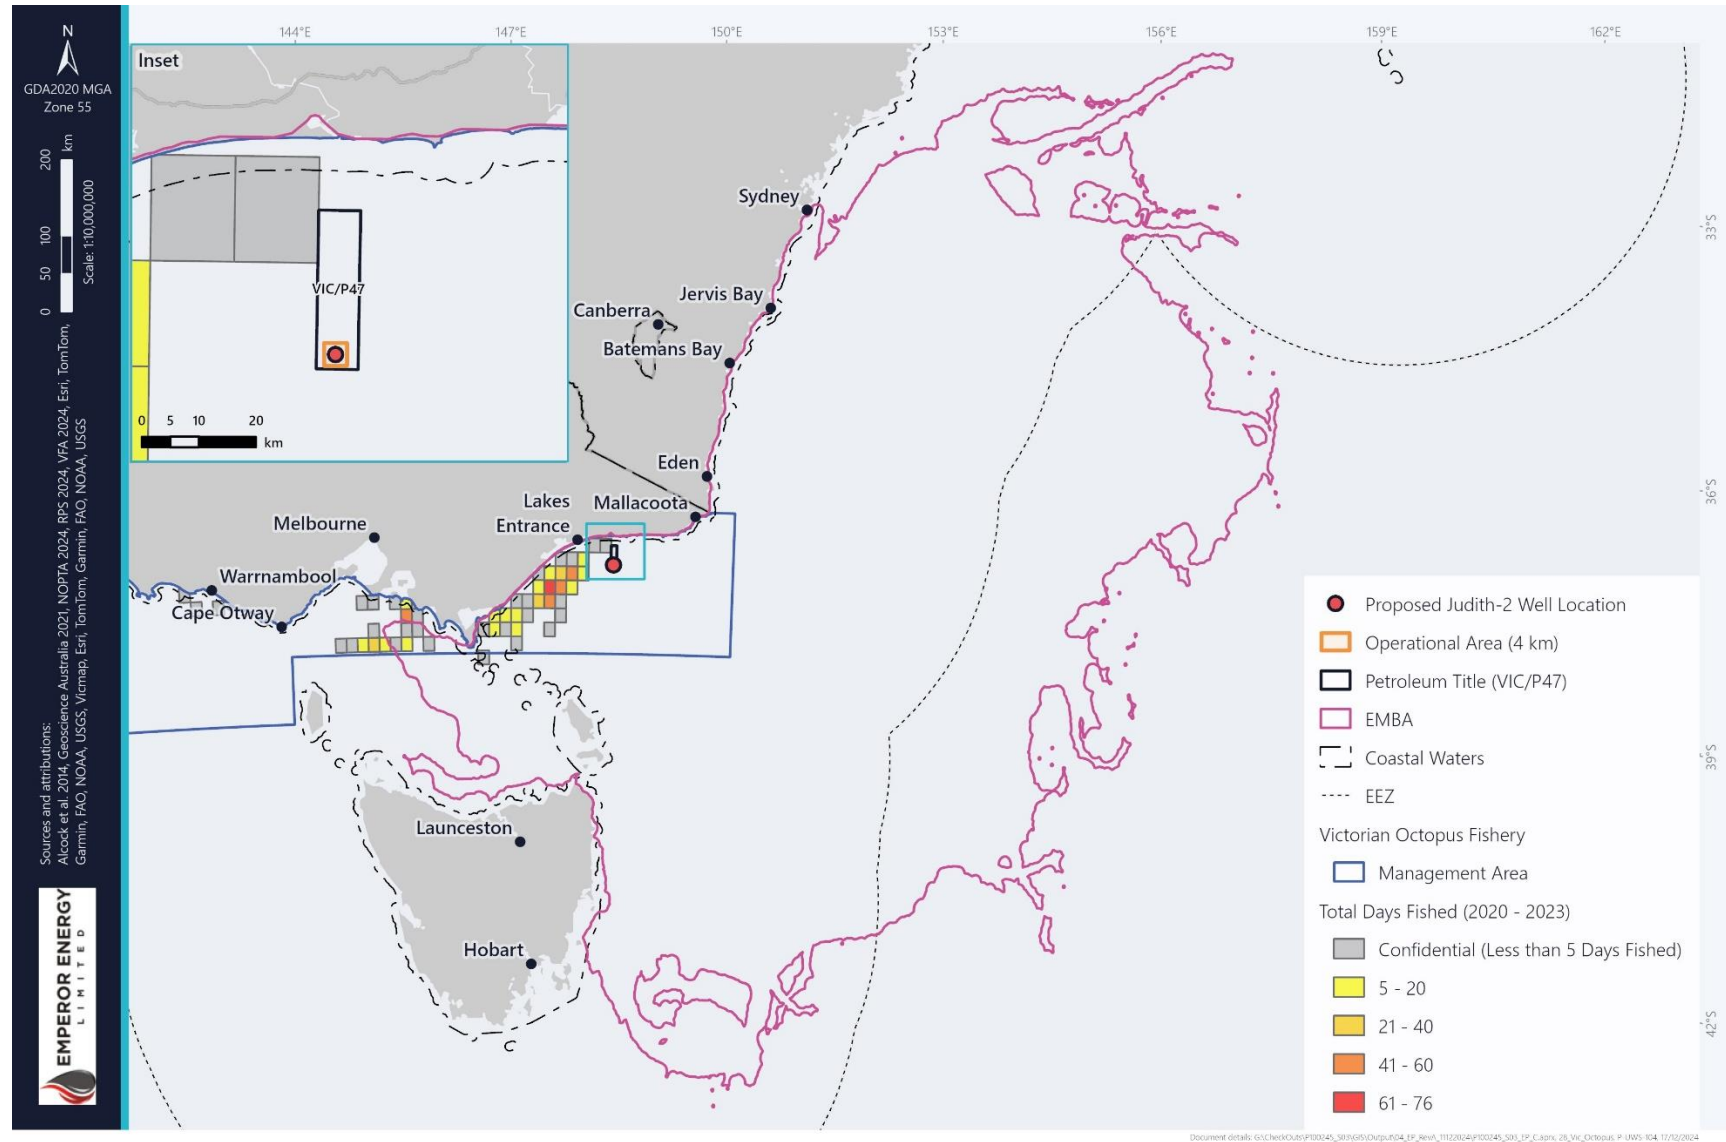 N
GDA2020 MGA
Zone 55
0 50 100 200 km
Scale: 1:10,000,000
Sources and attributions:
Alcock et al. 2014, Geoscience Australia 2021, NOPTA 2024, RPS 2024, VFA 2024, Esri, TomTom,
Garmin, FAO, NOAA, USGS, Vicmap, Esri, TomTom, Garmin, FAO, NOAA, USGS
EMPEROR ENERGY
LIMITED
144°E 147°E 150°E 153°E 156°E 159°E 162°E
33°S
36°S
39°S
42°S
Inset
VIC/P47
0 5 10 20
km
Sydney
Jervis Bay
Canberra
Batemans Bay
Eden
Lakes
Entrance
Mallacoota
Melbourne
Warrnambool
Cape Otway
Launceston
Hobart
Proposed Judith-2 Well Location
Operational Area (4 km)
Petroleum Title (VIC/P47)
EMBA
Coastal Waters
EEZ
Victorian Octopus Fishery
Management Area
Total Days Fished (2020 - 2023)
Confidential (Less than 5 Days Fished)
5 - 20
21 - 40
41 - 60
61 - 76